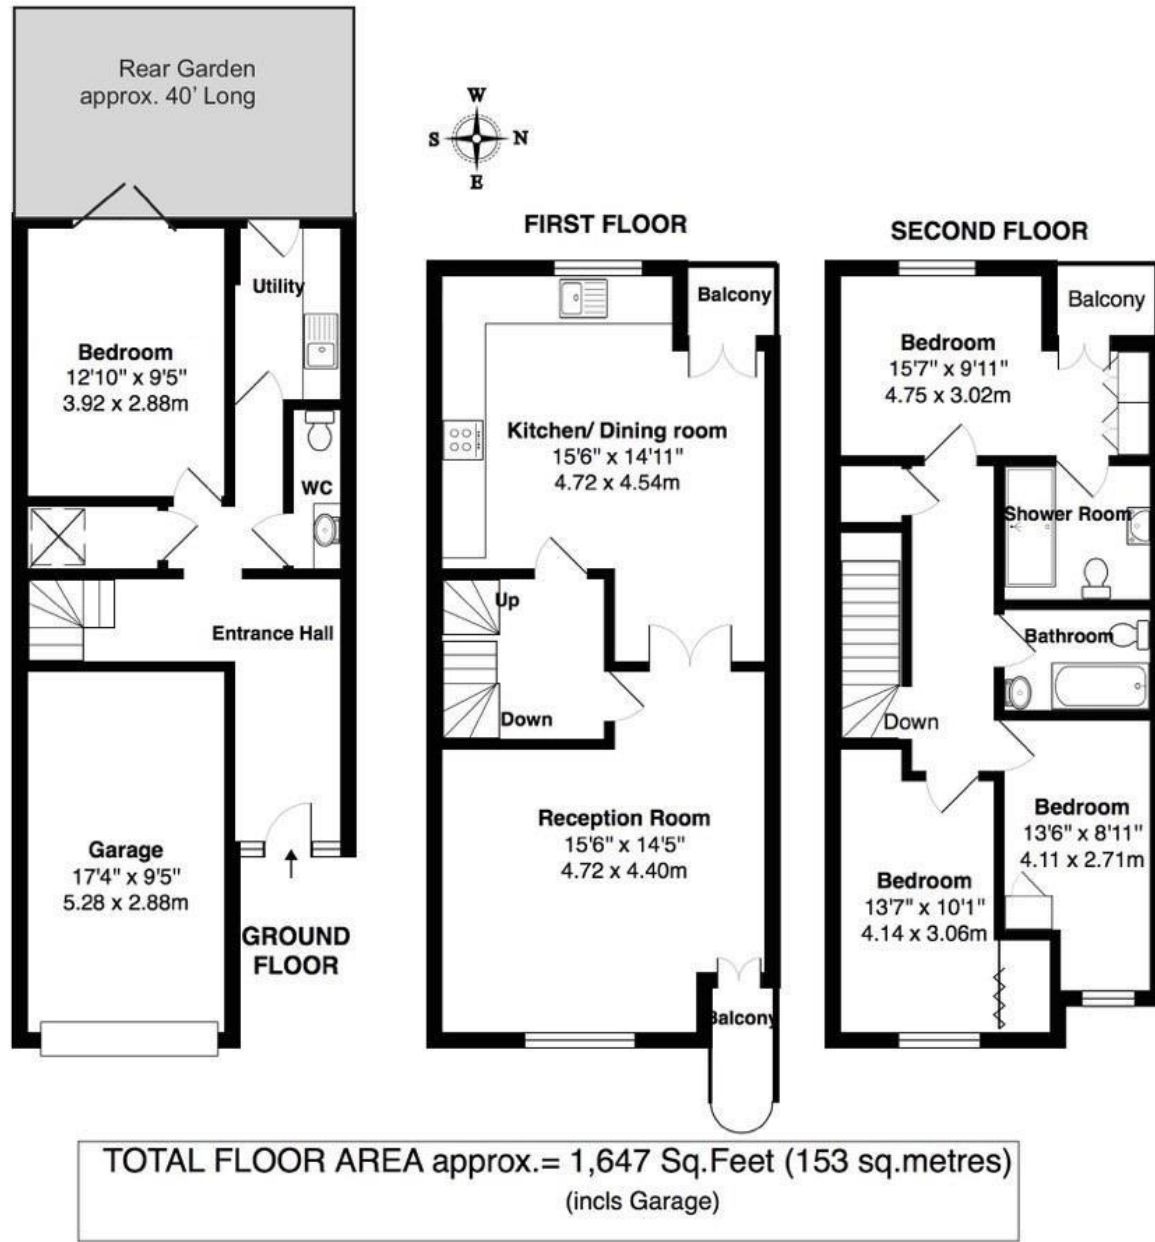 Rear Garden
approx. 40' Long
W
S
N
E
Utility
Bedroom
12'10" x 9'5"
3.92 x 2.88m
WC
Entrance Hall
Garage
17'4" x 9'5"
5.28 x 2.88m
GROUND
FLOOR
FIRST FLOOR
Balcony
Kitchen/ Dining room
15'6" x 14'11"
4.72 x 4.54m
Up
Down
Reception Room
15'6" x 14'5"
4.72 x 4.40m
Balcony
SECOND FLOOR
Balcony
Bedroom
15'7" x 9'11"
4.75 x 3.02m
Shower Room
Bathroom
Down
Bedroom
13'6" x 8'11"
4.11 x 2.71m
Bedroom
13'7" x 10'1"
4.14 x 3.06m
TOTAL FLOOR AREA approx.= 1,647 Sq.Feet (153 sq.metres)
(incls Garage)